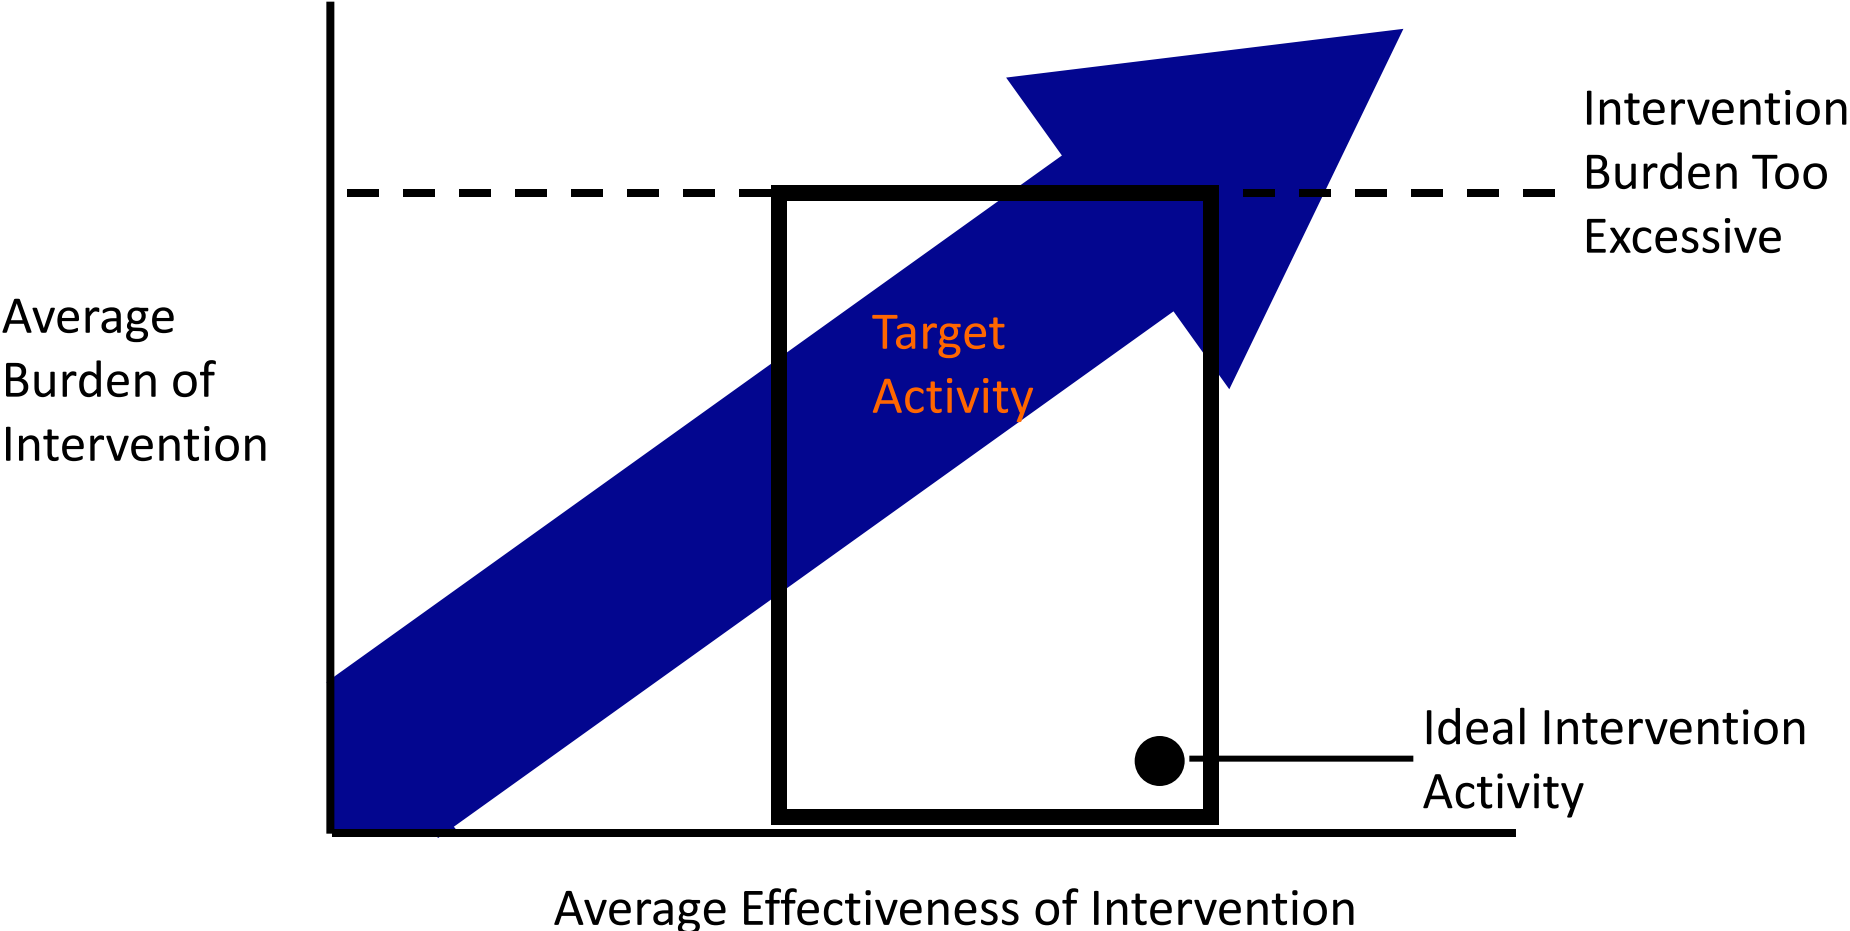 Intervention
Burden Too
Excessive
Average
Burden of
Intervention
Target
Activity
Ideal Intervention
Activity
Average Effectiveness of Intervention